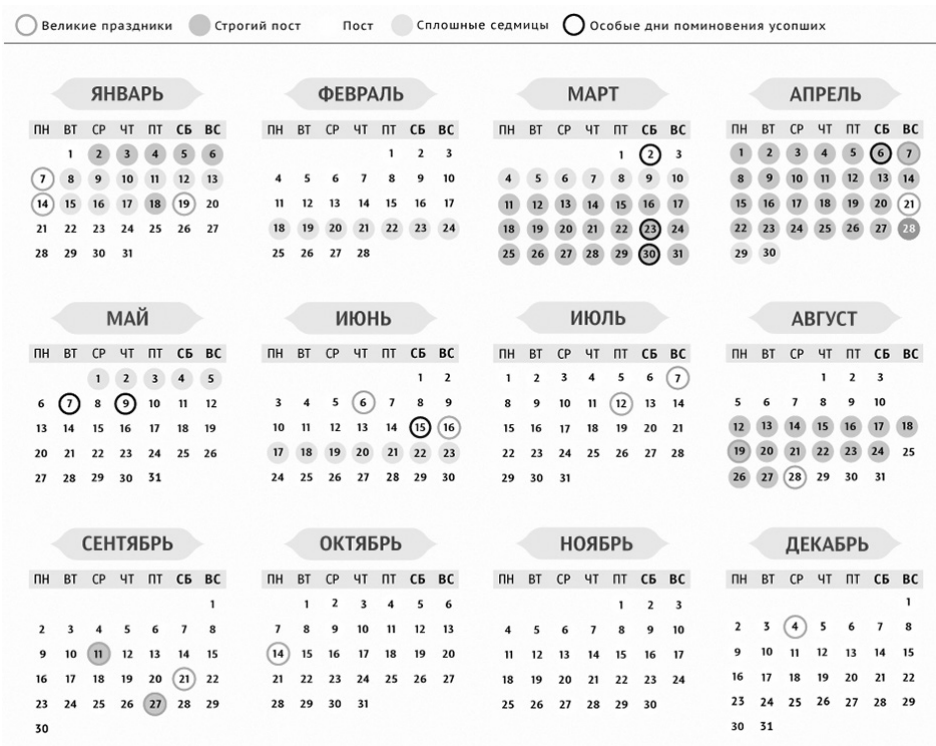 Великие праздники Строгий пост Пост Сплошные седмицы Особые дни поминовения усопших
ЯНВАРЬ ФЕВРАЛЬ МАРТ АПРЕЛЬ
ПН ВТ СР ЧТ ПТ СБ ВС ПН ВТ СР ЧТ ПТ СБ ВС ПН ВТ СР ЧТ ПТ СБ ВС ПН ВТ СР ЧТ ПТ СБ ВС
1 2 3 4 5 6 1 2 3 1 2 3 1 2 3 4 5 6 7
7 8 9 10 11 12 13 4 5 6 7 8 9 10 4 5 6 7 8 9 10 8 9 10 11 12 13 14
14 15 16 17 18 19 20 11 12 13 14 15 16 17 11 12 13 14 15 16 17 15 16 17 18 19 20 21
21 22 23 24 25 26 27 18 19 20 21 22 23 24 18 19 20 21 22 23 24 22 23 24 25 26 27 28
28 29 30 31 25 26 27 28 25 26 27 28 29 30 31 29 30
МАЙ ИЮНЬ ИЮЛЬ АВГУСТ
ПН ВТ СР ЧТ ПТ СБ ВС ПН ВТ СР ЧТ ПТ СБ ВС ПН ВТ СР ЧТ ПТ СБ ВС ПН ВТ СР ЧТ ПТ СБ ВС
1 2 3 4 5 1 2 1 2 3 4 5 6 7 1 2 3
6 7 8 9 10 11 12 3 4 5 6 7 8 9 8 9 10 11 12 13 14 5 6 7 8 9 10
13 14 15 16 17 18 19 10 11 12 13 14 15 16 15 16 17 18 19 20 21 12 13 14 15 16 17 18
20 21 22 23 24 25 26 17 18 19 20 21 22 23 22 23 24 25 26 27 28 19 20 21 22 23 24 25
27 28 29 30 31 24 25 26 27 28 29 30 29 30 31 26 27 28 29 30 31
СЕНТЯБРЬ ОКТЯБРЬ НОЯБРЬ ДЕКАБРЬ
ПН ВТ СР ЧТ ПТ СБ ВС ПН ВТ СР ЧТ ПТ СБ ВС ПН ВТ СР ЧТ ПТ СБ ВС ПН ВТ СР ЧТ ПТ СБ ВС
1 1 2 3 4 5 6 1 2 3 1
2 3 4 5 6 7 8 7 8 9 10 11 12 13 4 5 6 7 8 9 10 2 3 4 5 6 7 8
9 10 11 12 13 14 15 14 15 16 17 18 19 20 11 12 13 14 15 16 17 9 10 11 12 13 14 15
16 17 18 19 20 21 22 21 22 23 24 25 26 27 18 19 20 21 22 23 24 16 17 18 19 20 21 22
23 24 25 26 27 28 29 28 29 30 31 25 26 27 28 29 30 23 24 25 26 27 28 29
30 30 31